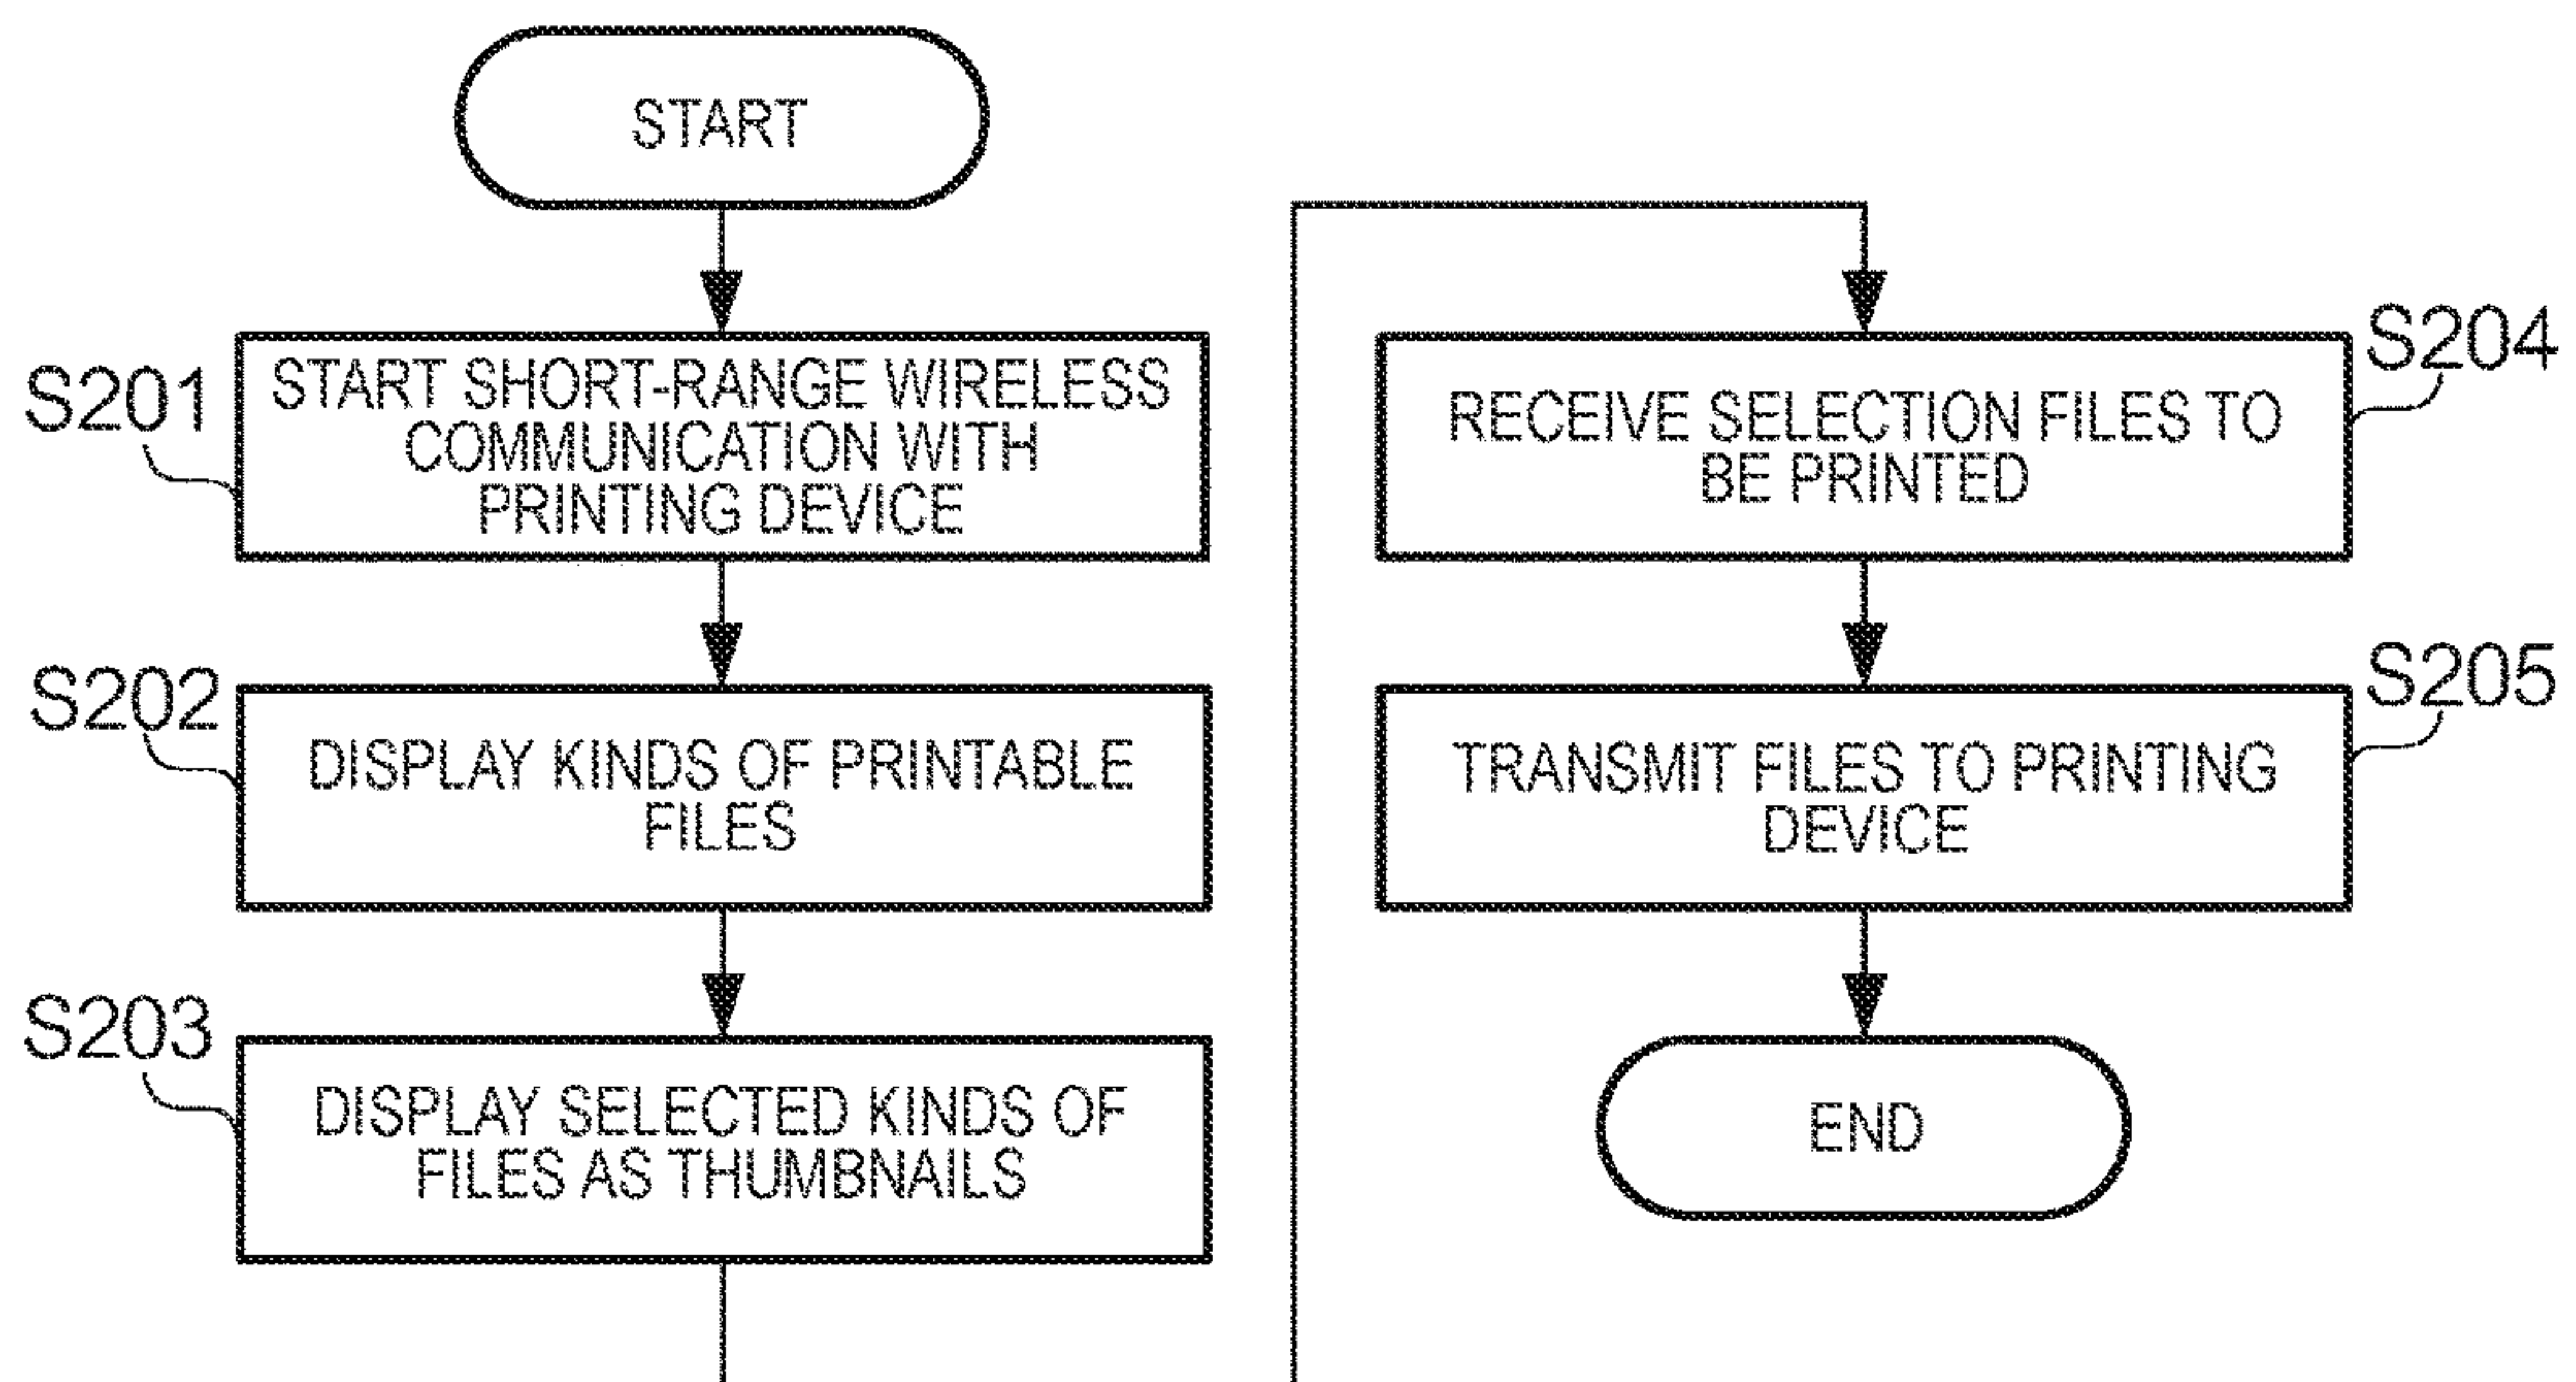 START
S201
START SHORT-RANGE WIRELESS
COMMUNICATION WITH
PRINTING DEVICE
S202
DISPLAY KINDS OF PRINTABLE
FILES
S203
DISPLAY SELECTED KINDS OF
FILES AS THUMBNAILS
S204
RECEIVE SELECTION FILES TO
BE PRINTED
S205
TRANSMIT FILES TO PRINTING
DEVICE
END